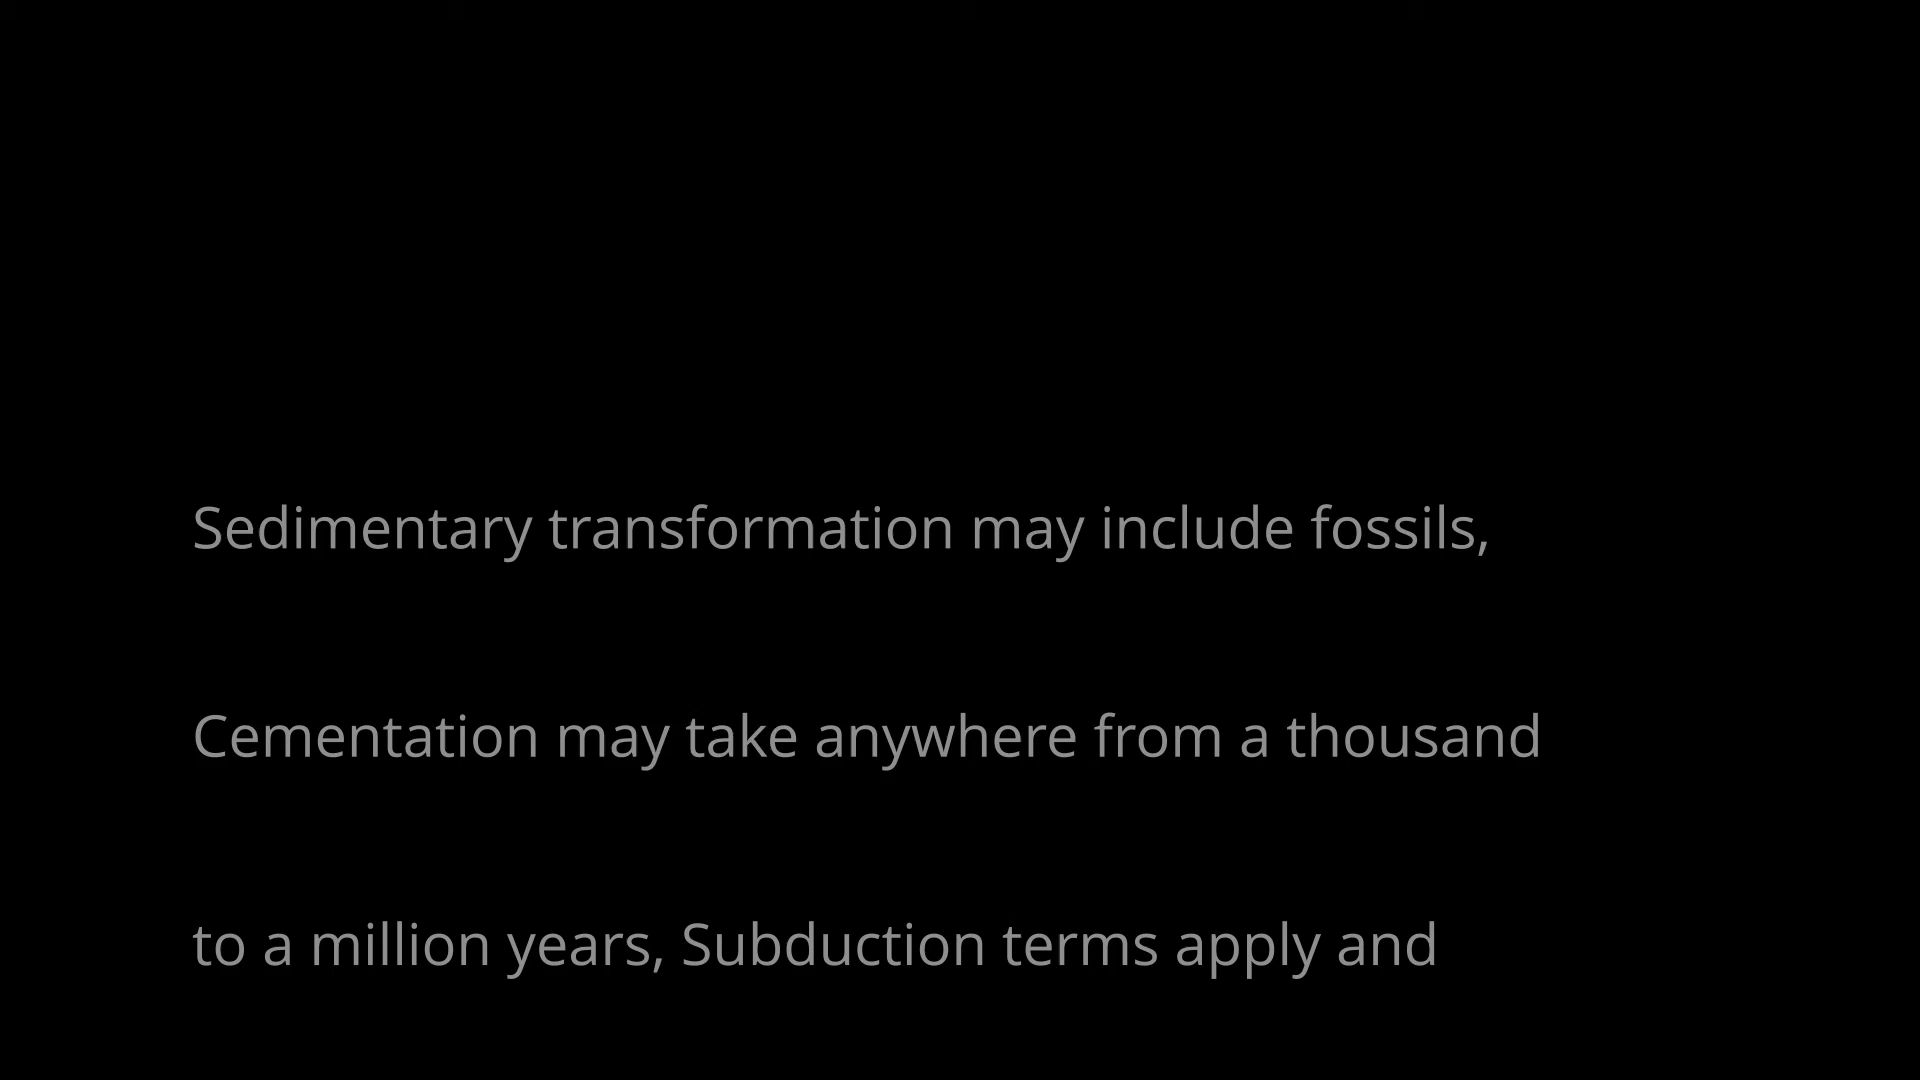 Sedimentary transformation may include fossils,
Cementation may take anywhere from a thousand
to a million years, Subduction terms apply and